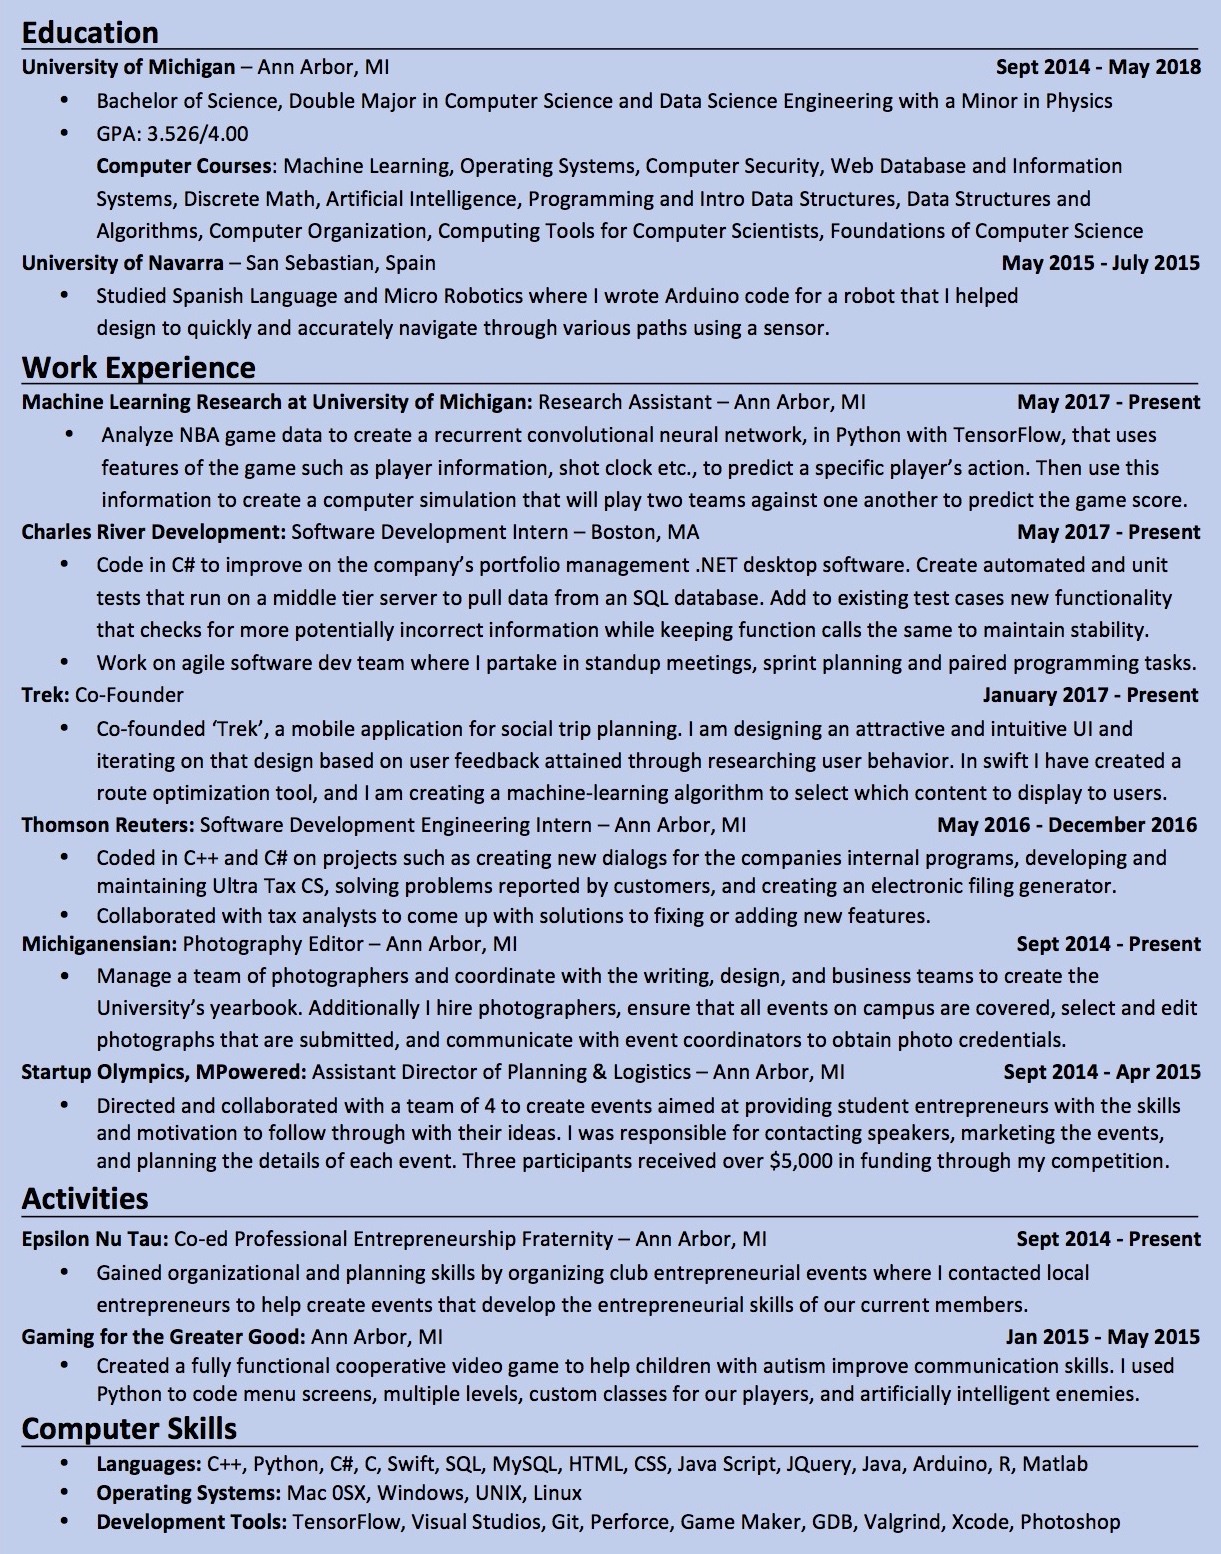 Education
University of Michigan – Ann Arbor, MI Sept 2014 - May 2018
• Bachelor of Science, Double Major in Computer Science and Data Science Engineering with a Minor in Physics
• GPA: 3.526/4.00
Computer Courses: Machine Learning, Operating Systems, Computer Security, Web Database and Information
Systems, Discrete Math, Artificial Intelligence, Programming and Intro Data Structures, Data Structures and
Algorithms, Computer Organization, Computing Tools for Computer Scientists, Foundations of Computer Science
University of Navarra – San Sebastian, Spain May 2015 - July 2015
• Studied Spanish Language and Micro Robotics where I wrote Arduino code for a robot that I helped
design to quickly and accurately navigate through various paths using a sensor.
Work Experience
Machine Learning Research at University of Michigan: Research Assistant – Ann Arbor, MI May 2017 - Present
• Analyze NBA game data to create a recurrent convolutional neural network, in Python with TensorFlow, that uses
features of the game such as player information, shot clock etc., to predict a specific player’s action. Then use this
information to create a computer simulation that will play two teams against one another to predict the game score.
Charles River Development: Software Development Intern – Boston, MA May 2017 - Present
• Code in C# to improve on the company’s portfolio management .NET desktop software. Create automated and unit
tests that run on a middle tier server to pull data from an SQL database. Add to existing test cases new functionality
that checks for more potentially incorrect information while keeping function calls the same to maintain stability.
• Work on agile software dev team where I partake in standup meetings, sprint planning and paired programming tasks.
Trek: Co-Founder January 2017 - Present
• Co-founded ‘Trek’, a mobile application for social trip planning. I am designing an attractive and intuitive UI and
iterating on that design based on user feedback attained through researching user behavior. In swift I have created a
route optimization tool, and I am creating a machine-learning algorithm to select which content to display to users.
Thomson Reuters: Software Development Engineering Intern – Ann Arbor, MI May 2016 - December 2016
• Coded in C++ and C# on projects such as creating new dialogs for the companies internal programs, developing and
maintaining Ultra Tax CS, solving problems reported by customers, and creating an electronic filing generator.
• Collaborated with tax analysts to come up with solutions to fixing or adding new features.
Michiganensian: Photography Editor – Ann Arbor, MI Sept 2014 - Present
• Manage a team of photographers and coordinate with the writing, design, and business teams to create the
University’s yearbook. Additionally I hire photographers, ensure that all events on campus are covered, select and edit
photographs that are submitted, and communicate with event coordinators to obtain photo credentials.
Startup Olympics, MPowered: Assistant Director of Planning & Logistics – Ann Arbor, MI Sept 2014 - Apr 2015
• Directed and collaborated with a team of 4 to create events aimed at providing student entrepreneurs with the skills
and motivation to follow through with their ideas. I was responsible for contacting speakers, marketing the events,
and planning the details of each event. Three participants received over $5,000 in funding through my competition.
Activities
Epsilon Nu Tau: Co-ed Professional Entrepreneurship Fraternity – Ann Arbor, MI Sept 2014 - Present
• Gained organizational and planning skills by organizing club entrepreneurial events where I contacted local
entrepreneurs to help create events that develop the entrepreneurial skills of our current members.
Gaming for the Greater Good: Ann Arbor, MI Jan 2015 - May 2015
• Created a fully functional cooperative video game to help children with autism improve communication skills. I used
Python to code menu screens, multiple levels, custom classes for our players, and artificially intelligent enemies.
Computer Skills
• Languages: C++, Python, C#, C, Swift, SQL, MySQL, HTML, CSS, Java Script, JQuery, Java, Arduino, R, Matlab
• Operating Systems: Mac 0SX, Windows, UNIX, Linux
• Development Tools: TensorFlow, Visual Studios, Git, Perforce, Game Maker, GDB, Valgrind, Xcode, Photoshop